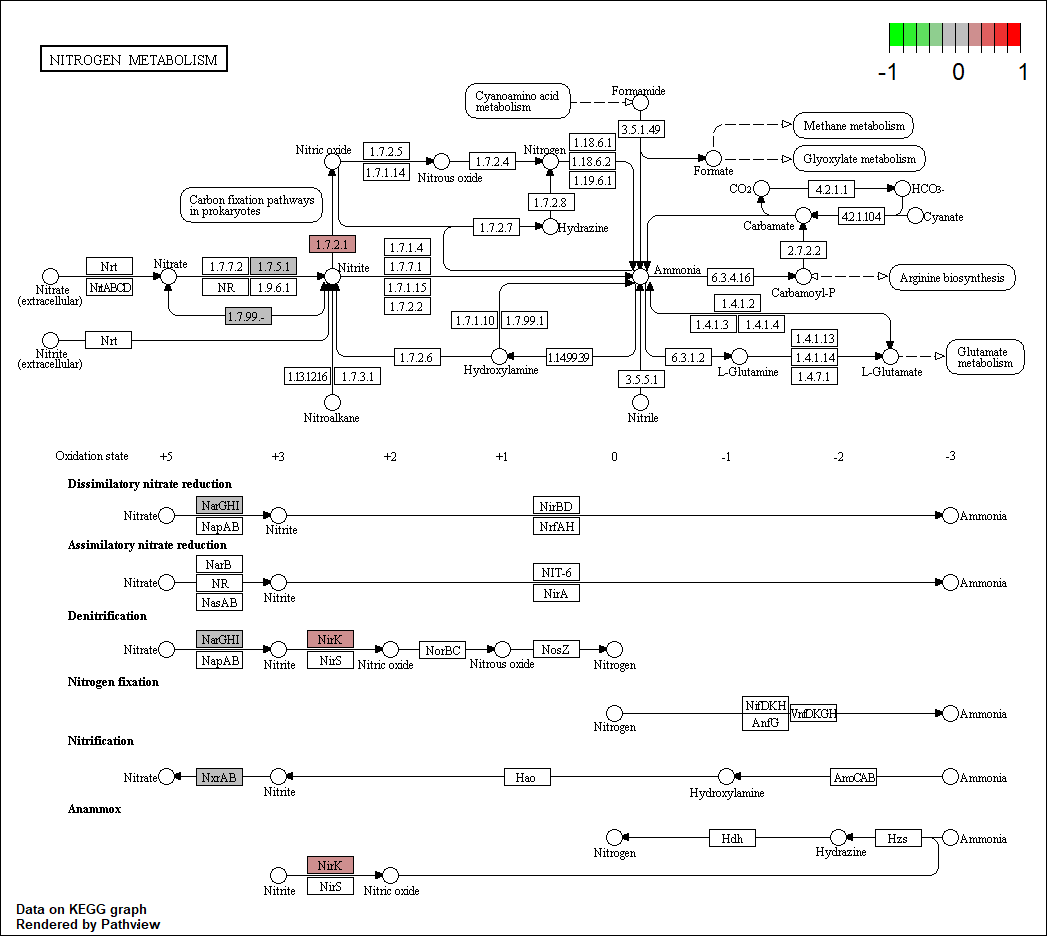 NITROGEN METABOLISM
-1 0 1
Cyanoamino acid
metabolism
Formamide
3.5.1.49
Methane metabolism
Glyoxylate metabolism
Formate
Nitric oxide
1.7.2.5
1.7.1.14
Nitrous oxide
1.7.2.4
Nitrogen
1.18.6.1
1.18.6.2
1.19.6.1
1.7.2.8
1.7.2.7
Hydrazine
CO2
4.2.1.1
HCO3-
Carbamate
4.2.1.104
Cyanate
2.7.2.2
Carbon fixation pathways
in prokaryotes
1.7.2.1
Nitrate
(extracellular)
Nrt
NrtABCD
Nitrate
1.7.7.2
1.7.5.1
NR
1.9.6.1
Nitrite
1.7.99.-
1.7.1.4
1.7.7.1
1.7.1.15
1.7.2.2
Ammonia
6.3.4.16
Carbamoyl-P
Arginine biosynthesis
Nitrite
(extracellular)
Nrt
1.7.1.10
1.7.99.1
1.4.1.2
1.4.1.3
1.4.1.4
1.7.2.6
Hydroxylamine
1.14.99.39
6.3.1.2
L-Glutamine
1.4.1.13
1.4.1.14
1.4.7.1
L-Glutamate
Glutamate
metabolism
1.13.12.16
1.7.3.1
Nitroalkane
3.5.5.1
Nitrile
Oxidation state +5 +3 +2 +1 0 -1 -2 -3
Dissimilatory nitrate reduction
Nitrate
NarGHI
NapAB
Nitrite
NirBD
NrfAH
Ammonia
Assimilatory nitrate reduction
Nitrate
NarB
NR
NasAB
Nitrite
NIT-6
NirA
Ammonia
Denitrification
Nitrate
NarGHI
NapAB
Nitrite
NirK
NirS
Nitric oxide
NorBC
Nitrous oxide
NosZ
Nitrogen
Nitrogen fixation
Nitrogen
NifDKH
AnfG
VnfDKGH
Ammonia
Nitrification
Nitrate
NxrAB
Nitrite
Hao
Hydroxylamine
AmoCAB
Ammonia
Anammox
Nitrogen
Hdh
Hydrazine
Hzs
Ammonia
Nitrite
NirK
NirS
Nitric oxide
Data on KEGG graph
Rendered by Pathview